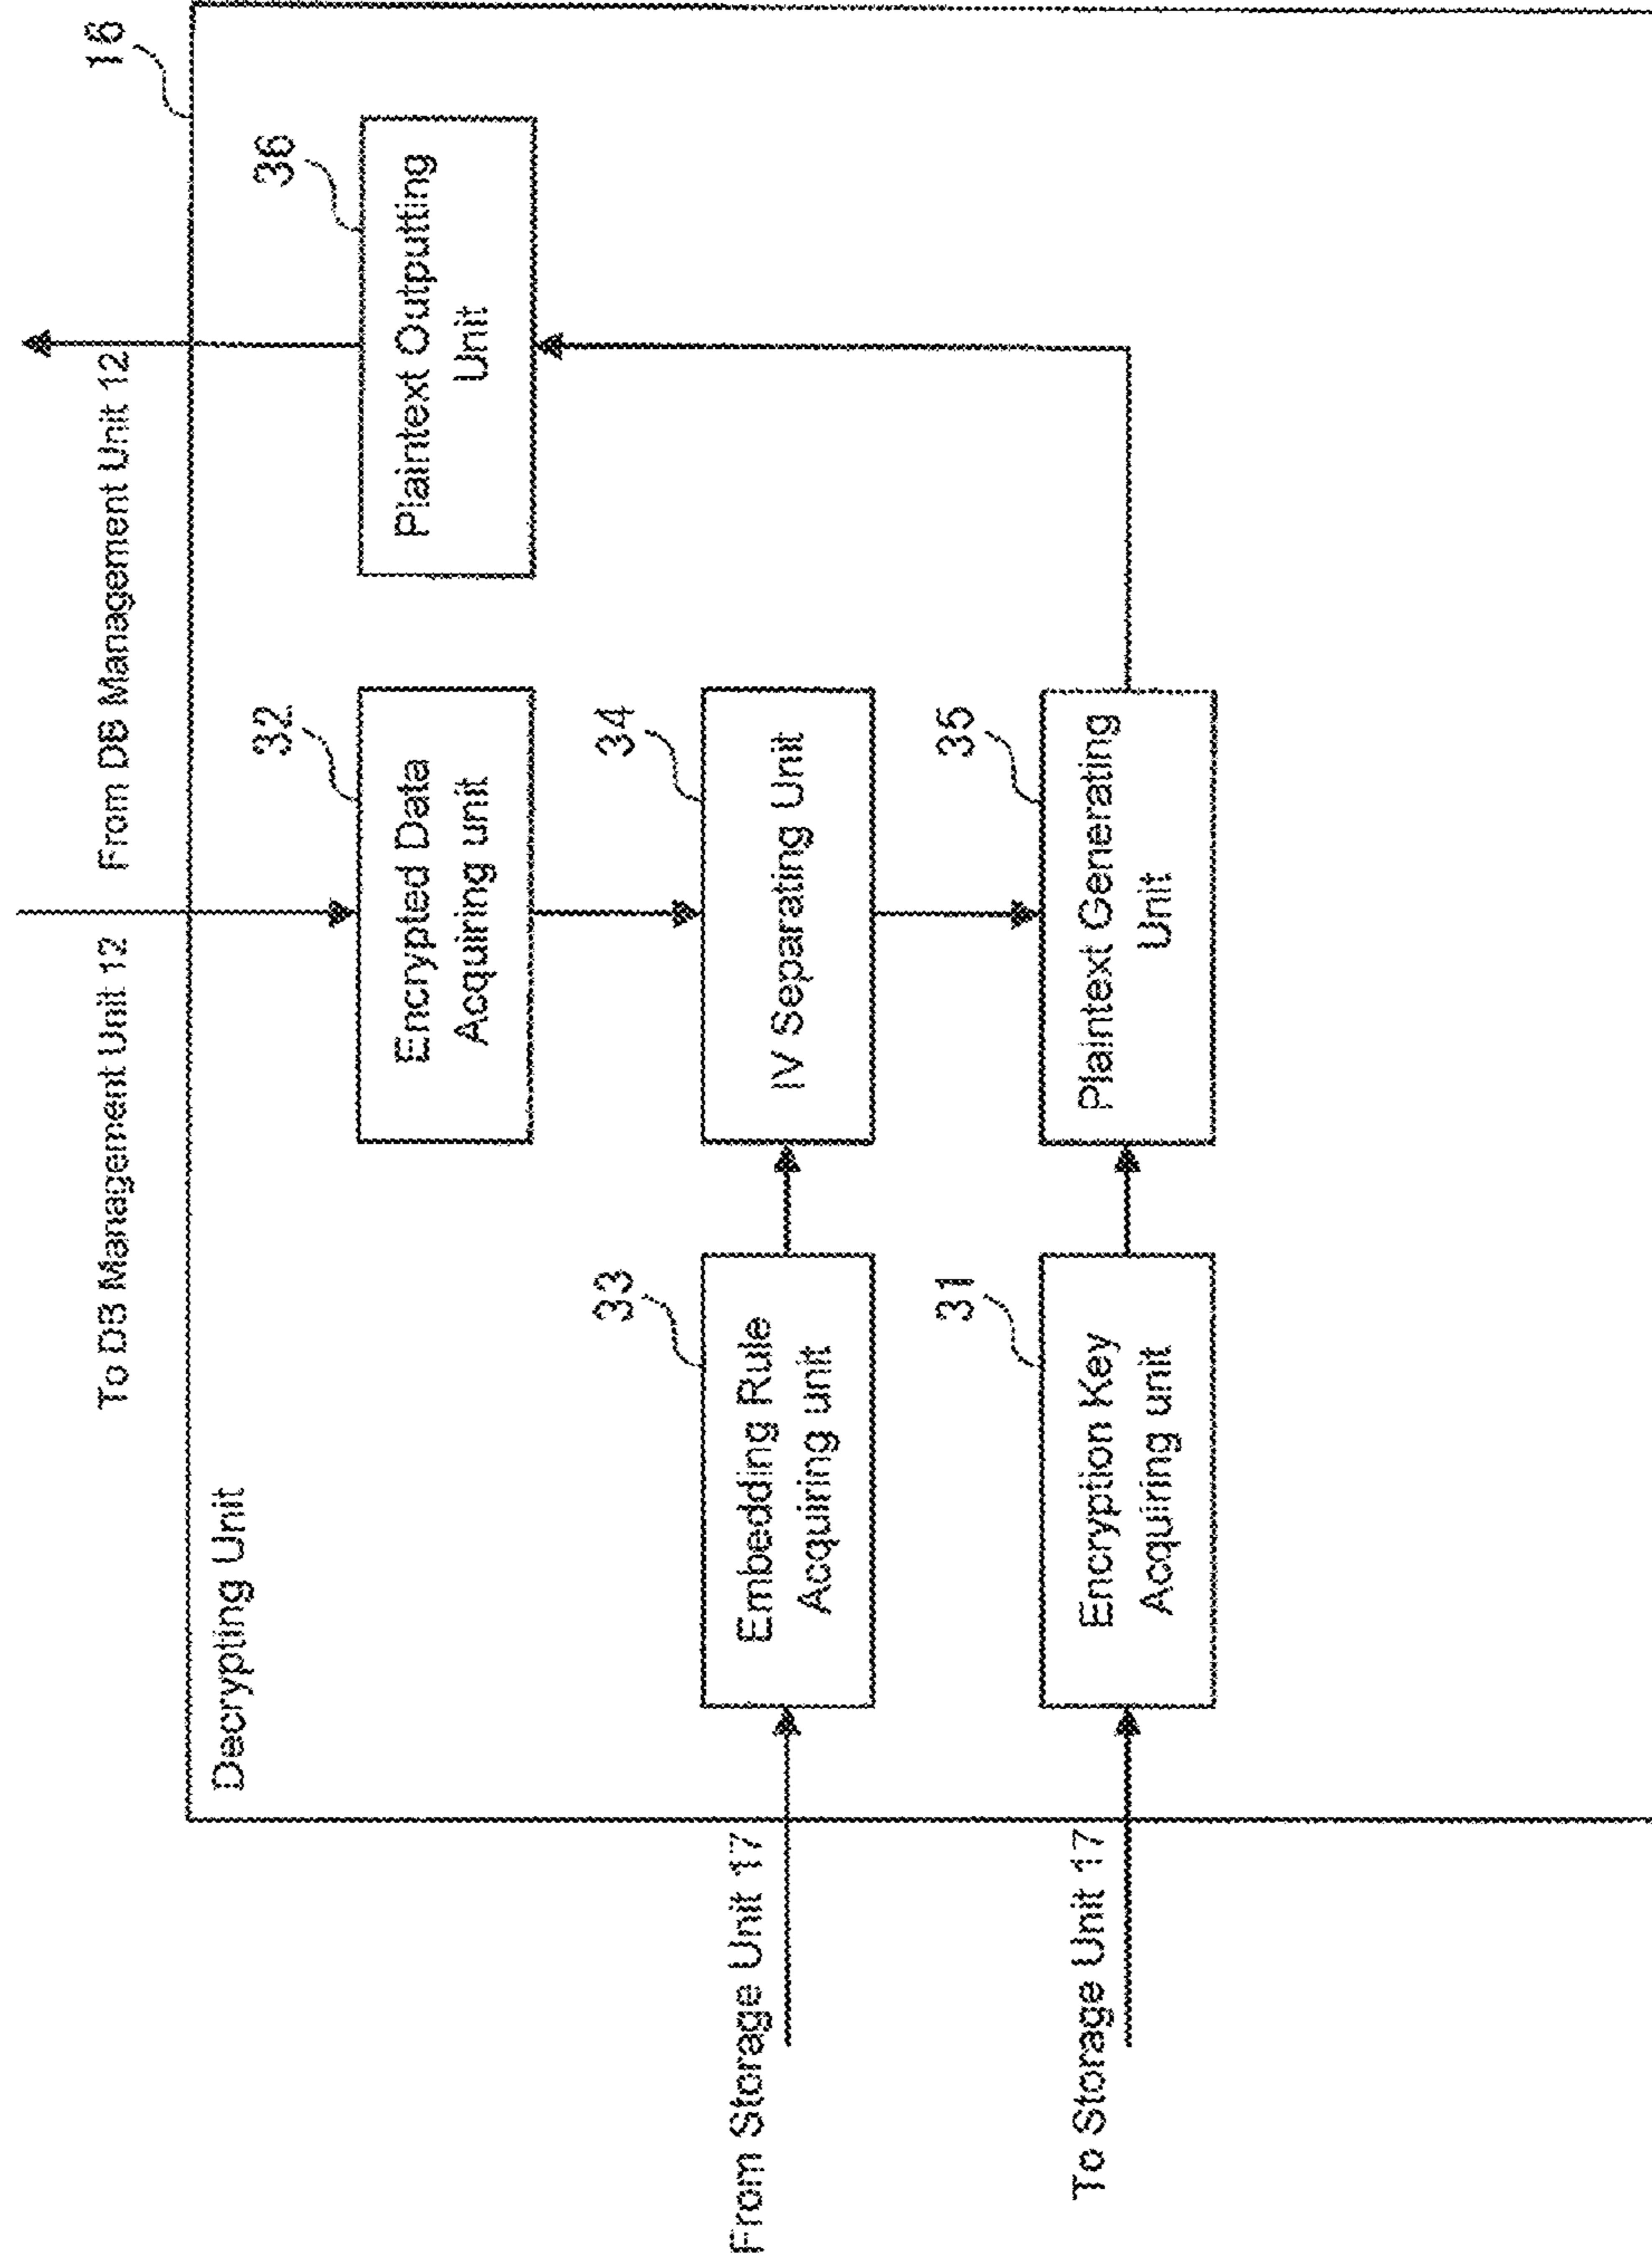 16
Decrypting Unit
To DB Management Unit 12
From DB Management Unit 12
32
Encrypted Data
Acquiring unit
36
Plaintext Outputting
Unit
From Storage Unit 17
33
Embedding Rule
Acquiring unit
34
IV Separating Unit
To Storage Unit 17
31
Encryption Key
Acquiring unit
35
Plaintext Generating
Unit